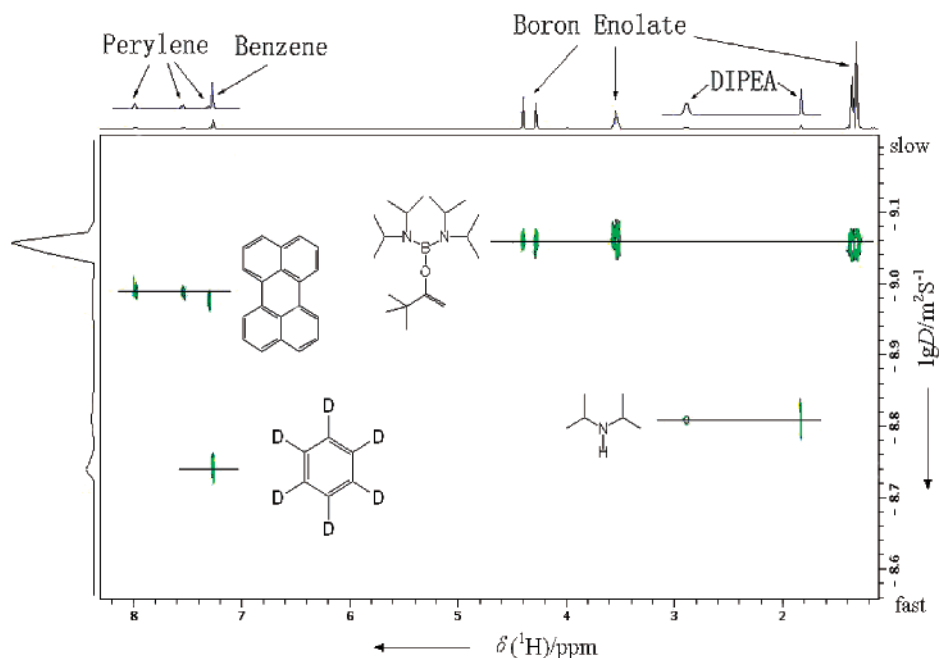 Perylene
Benzene
Boron Enolate
DIPEA
slow
- 9.1
- 9.0
- 8.9
- 8.8
- 8.7
- 8.6
fast
lgD/m²S⁻¹
N
B
N
O
D
D
D
D
D
D
N
H
8
7
6
5
4
3
2
δ(¹H)/ppm